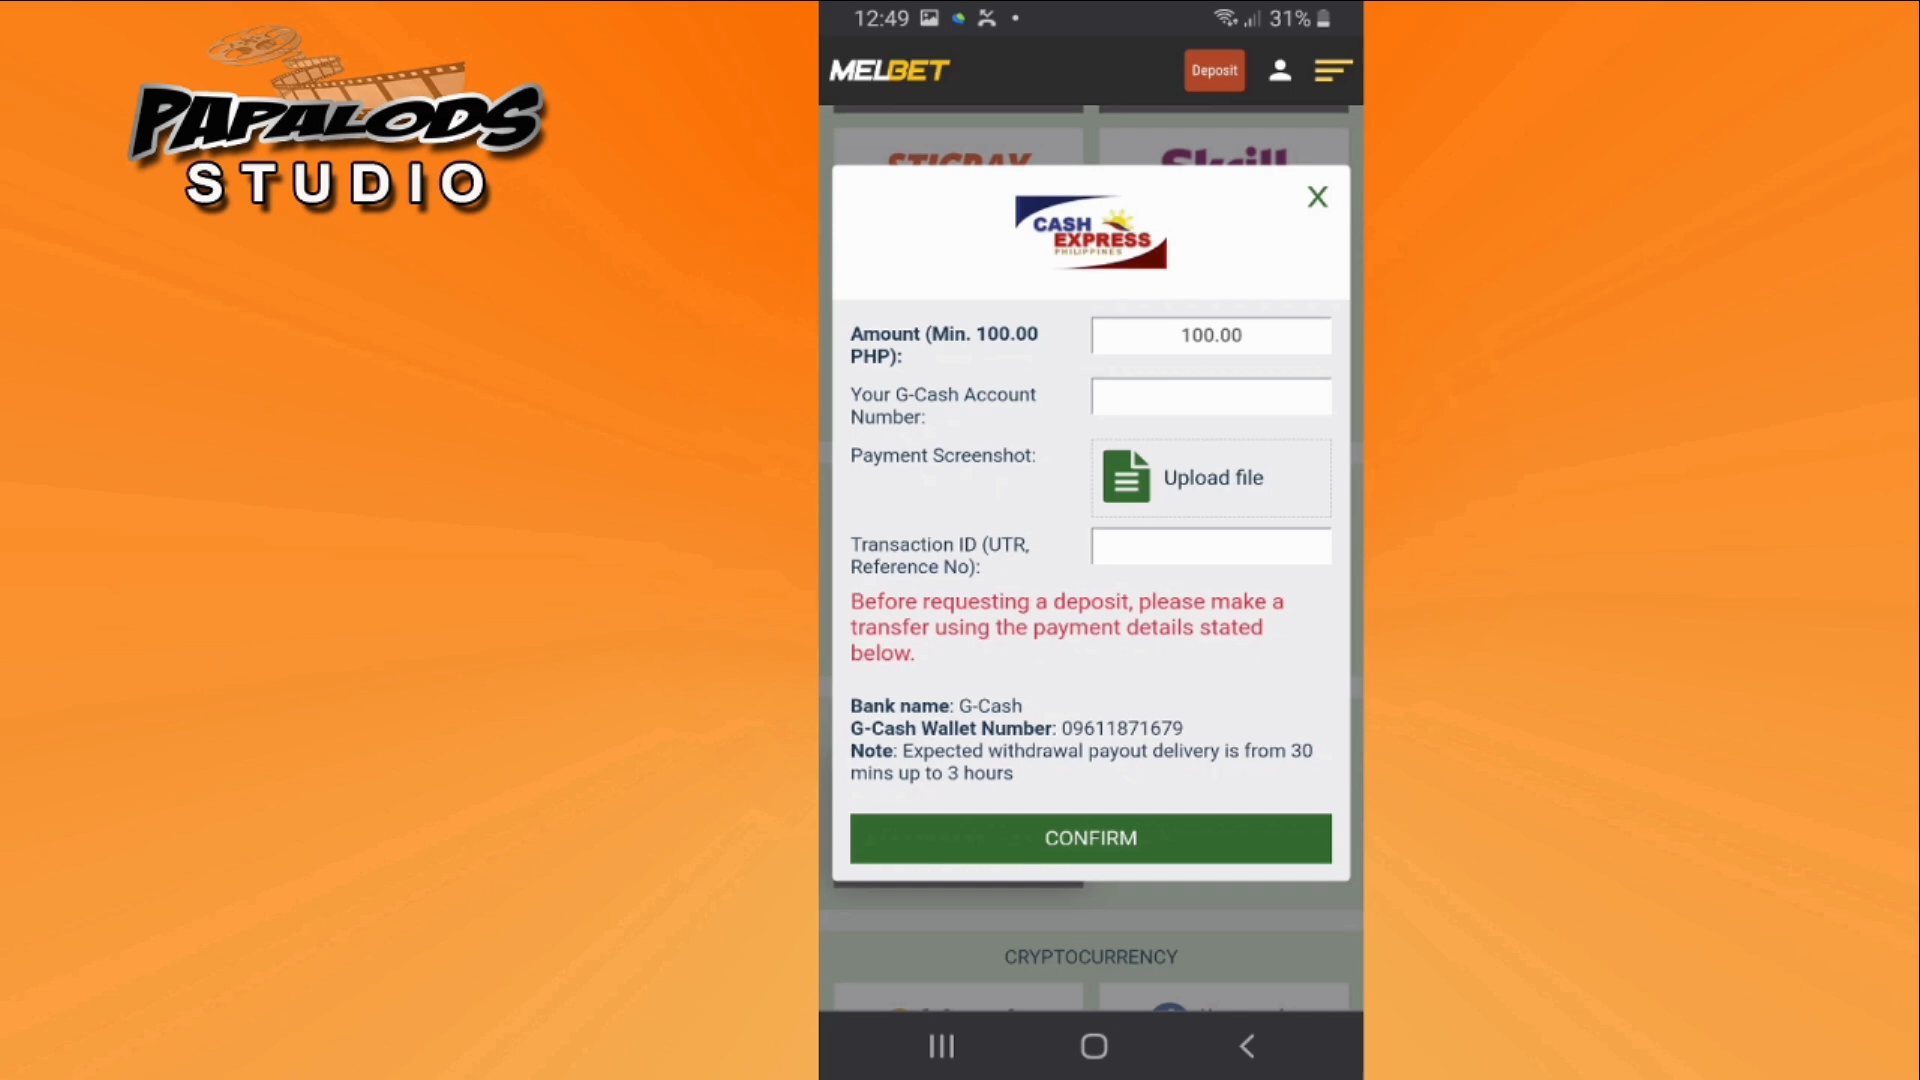 PAPALODS
STUDIO
12:49
31%
MELBET
Deposit
Skrill
X
CASH
EXPRESS
PHILIPPINES
Amount (Min. 100.00
PHP):
100.00
Your G-Cash Account
Number:
Payment Screenshot:
Upload file
Transaction ID (UTR,
Reference No):
Before requesting a deposit, please make a
transfer using the payment details stated
below.
Bank name: G-Cash
G-Cash Wallet Number: 09611871679
Note: Expected withdrawal payout delivery is from 30
mins up to 3 hours
CONFIRM
CRYPTOCURRENCY